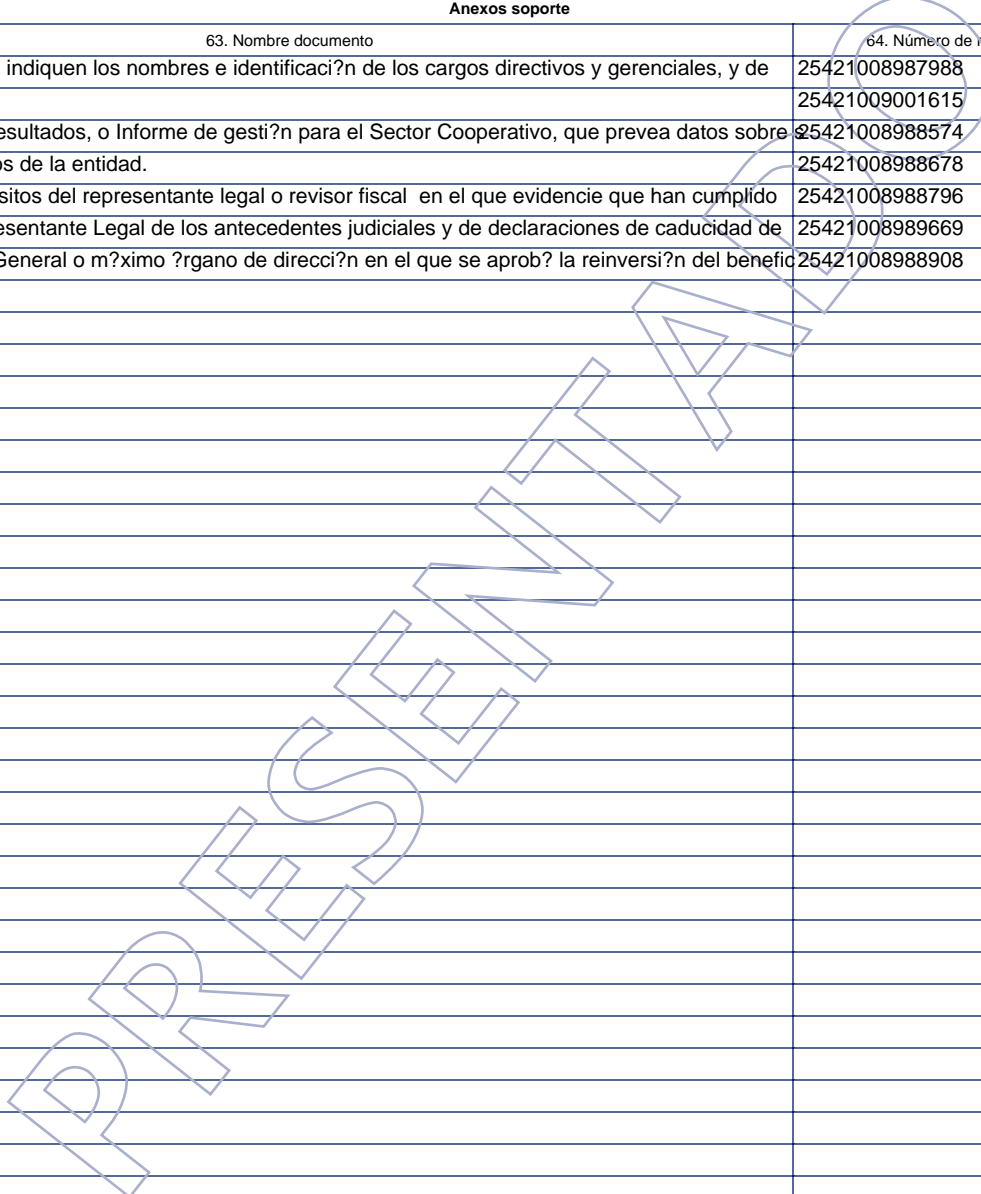 Anexos soporte
63. Nombre documento 64. Número de
indiquen los nombres e identificaci?n de los cargos directivos y gerenciales, y de 25421008987988
25421009001615
esultados, o Informe de gesti?n para el Sector Cooperativo, que prevea datos sobre 25421008988574
os de la entidad. 25421008988678
sitos del representante legal o revisor fiscal en el que evidencie que han cumplido 25421008988796
esentante Legal de los antecedentes judiciales y de declaraciones de caducidad de 25421008989669
General o m?ximo ?rgano de direcci?n en el que se aprob? la reinversi?n del benefic 25421008988908
PRESENTADO